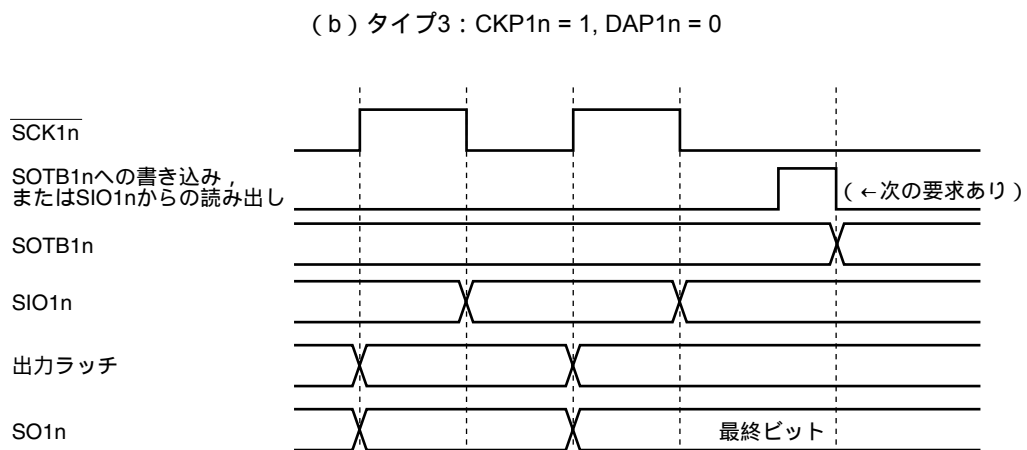 （b）タイプ3：CKP1n = 1, DAP1n = 0
SCK1n
SOTB1nへの書き込み，
またはSIO1nからの読み出し
（←次の要求あり）
SOTB1n
SIO1n
出力ラッチ
SO1n
最終ビット